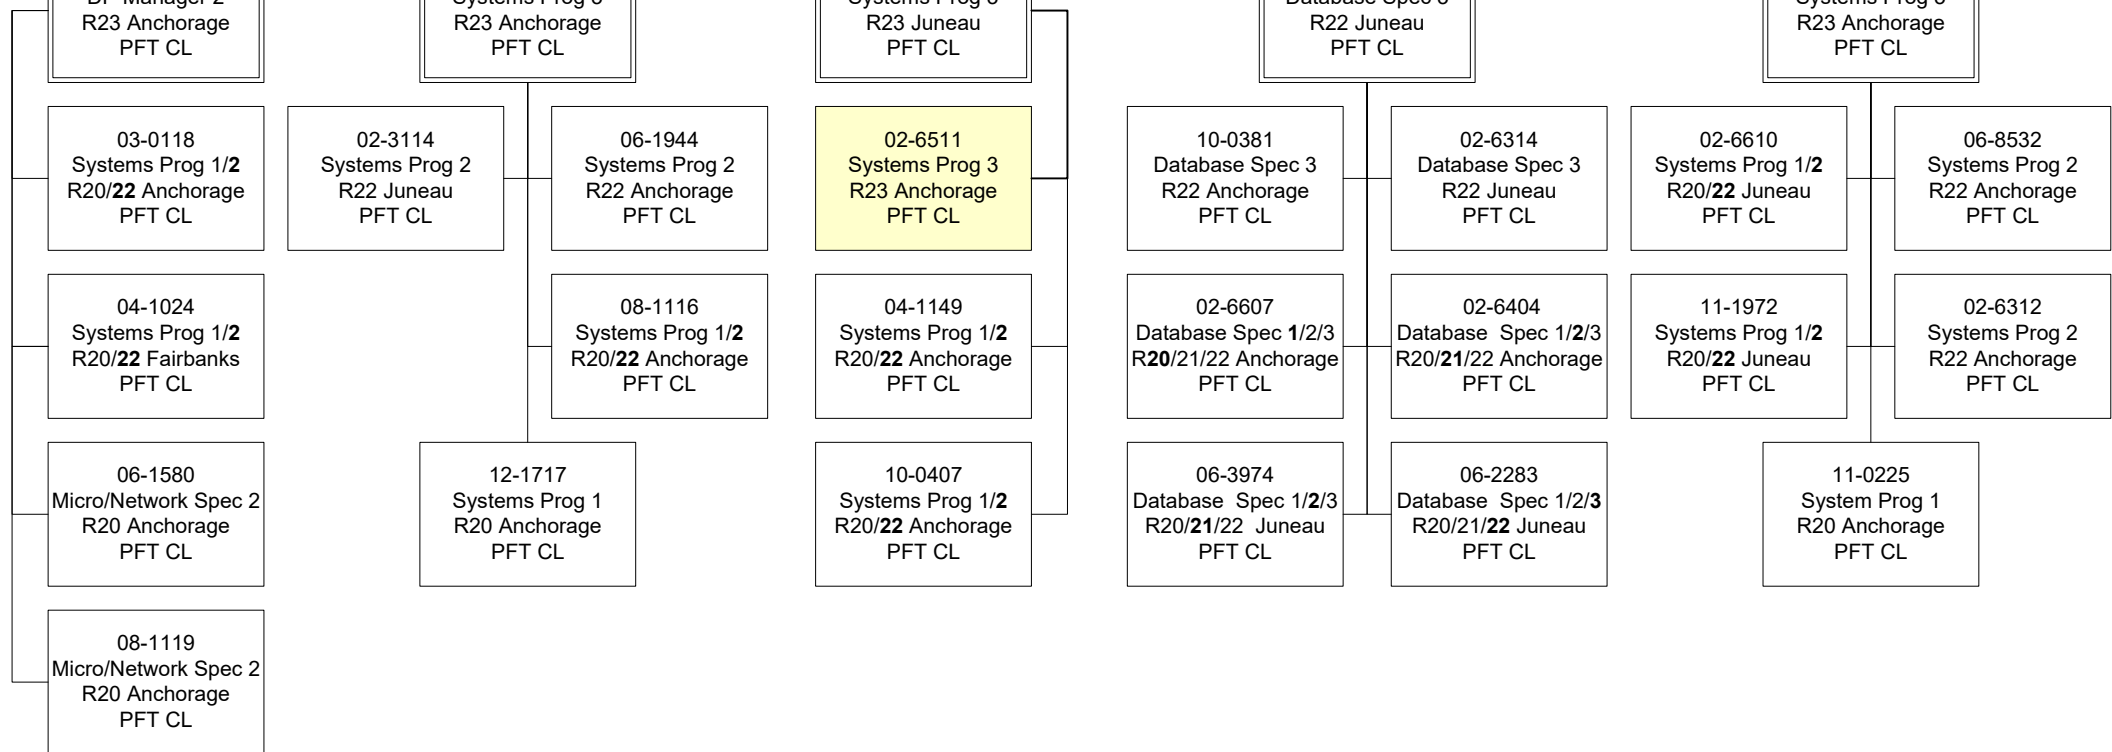 DP Manager 2
R23 Anchorage
PFT CL
Systems Prog 3
R23 Anchorage
PFT CL
Systems Prog 3
R23 Juneau
PFT CL
Database Spec 3
R22 Juneau
PFT CL
Systems Prog 3
R23 Anchorage
PFT CL
03-0118
Systems Prog 1/2
R20/22 Anchorage
PFT CL
02-3114
Systems Prog 2
R22 Juneau
PFT CL
06-1944
Systems Prog 2
R22 Anchorage
PFT CL
02-6511
Systems Prog 3
R23 Anchorage
PFT CL
10-0381
Database Spec 3
R22 Anchorage
PFT CL
02-6314
Database Spec 3
R22 Juneau
PFT CL
02-6610
Systems Prog 1/2
R20/22 Juneau
PFT CL
06-8532
Systems Prog 2
R22 Anchorage
PFT CL
04-1024
Systems Prog 1/2
R20/22 Fairbanks
PFT CL
08-1116
Systems Prog 1/2
R20/22 Anchorage
PFT CL
04-1149
Systems Prog 1/2
R20/22 Anchorage
PFT CL
02-6607
Database Spec 1/2/3
R20/21/22 Anchorage
PFT CL
02-6404
Database  Spec 1/2/3
R20/21/22 Anchorage
PFT CL
11-1972
Systems Prog 1/2
R20/22 Juneau
PFT CL
02-6312
Systems Prog 2
R22 Anchorage
PFT CL
06-1580
Micro/Network Spec 2
R20 Anchorage
PFT CL
12-1717
Systems Prog 1
R20 Anchorage
PFT CL
10-0407
Systems Prog 1/2
R20/22 Anchorage
PFT CL
06-3974
Database  Spec 1/2/3
R20/21/22  Juneau
PFT CL
06-2283
Database  Spec 1/2/3
R20/21/22 Juneau
PFT CL
11-0225
System Prog 1
R20 Anchorage
PFT CL
08-1119
Micro/Network Spec 2
R20 Anchorage
PFT CL